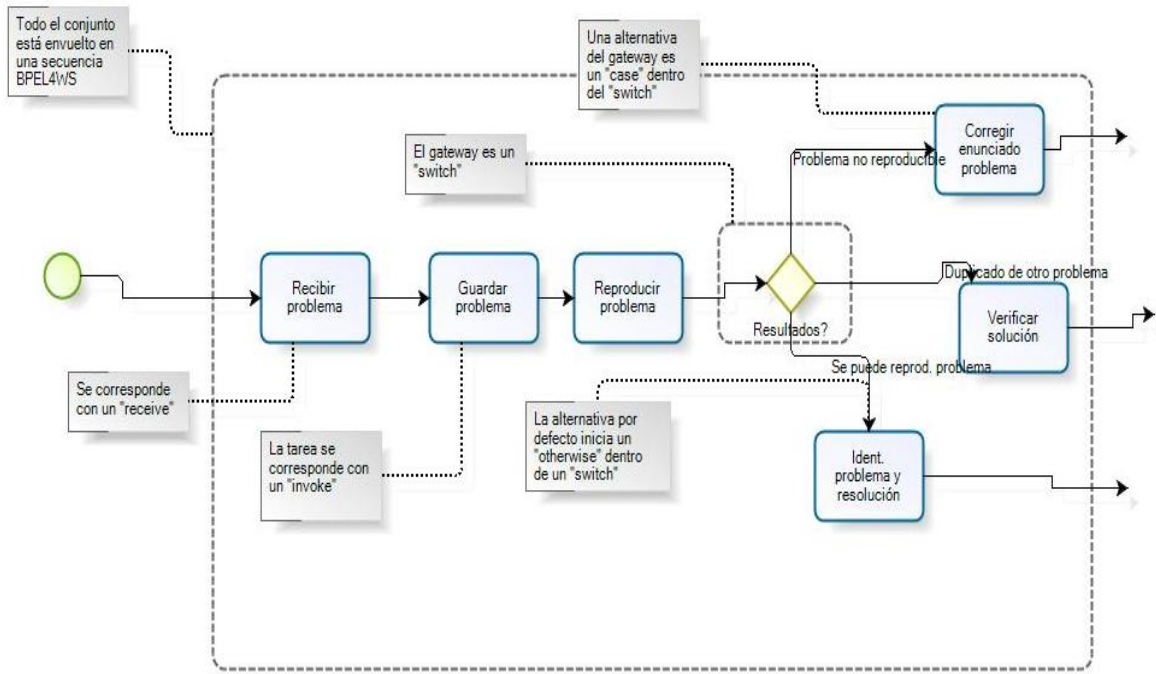 Todo el conjunto
está envuelto en
una secuencia
BPEL4WS
Una alternativa
del gateway es
un "case" dentro
del "switch"
El gateway es un
"switch"
Corregir
enunciado
problema
Problema no reproducible
Recibir
problema
Guardar
problema
Reproducir
problema
Resultados?
Duplicado de otro problema
Verificar
solución
Se puede reprod. problema
Se corresponde
con un "receive"
La tarea se
corresponde con
un "invoke"
La alternativa por
defecto inicia un
"otherwise" dentro
de un "switch"
Ident.
problema y
resolución